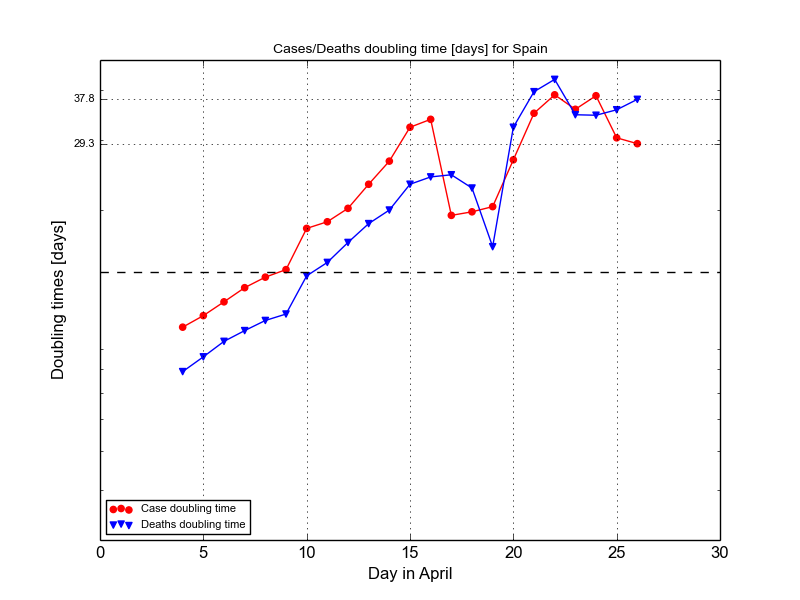 Cases/Deaths doubling time [days] for Spain
37.8
29.3
Doubling times [days]
Case doubling time
Deaths doubling time
0 5 10 15 20 25 30
Day in April